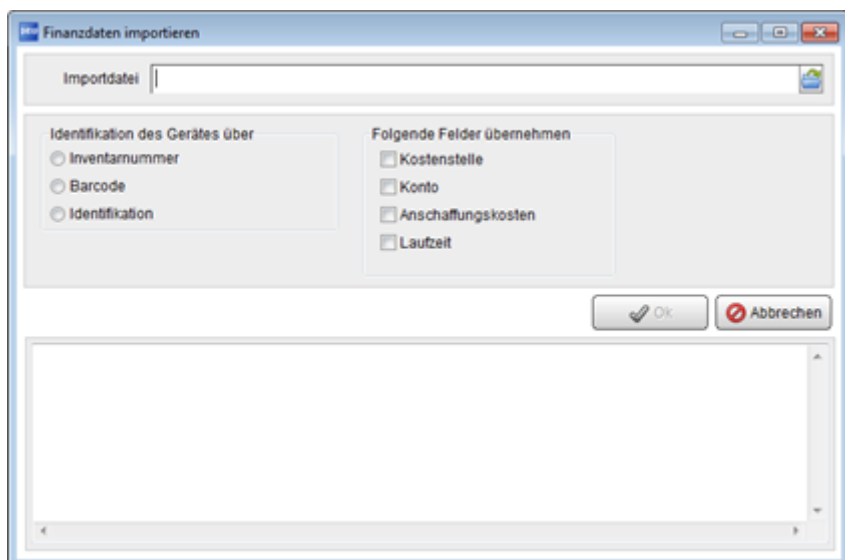 Finanzdaten importieren
Importdatei
Identifikation des Gerätes über
Inventarnummer
Barcode
Identifikation
Folgende Felder übernehmen
Kostenstelle
Konto
Anschaffungskosten
Laufzeit
Ok
Abbrechen